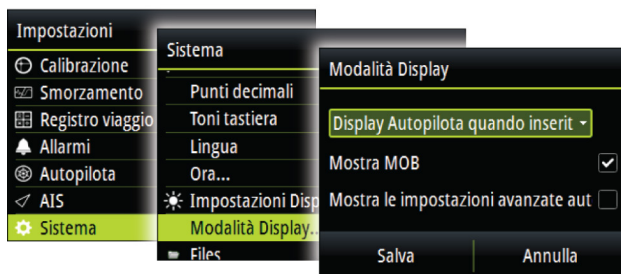 Impostazioni
Calibrazione
Smorzamento
Registro viaggio
Allarmi
Autopilota
AIS
Sistema
Sistema
Punti decimali
Toni tastiera
Lingua
Ora...
Impostazioni Disp
Modalità Display..
Files
Modalità Display
Display Autopilota quando inserit
Mostra MOB
Mostra le impostazioni avanzate aut
Salva
Annulla